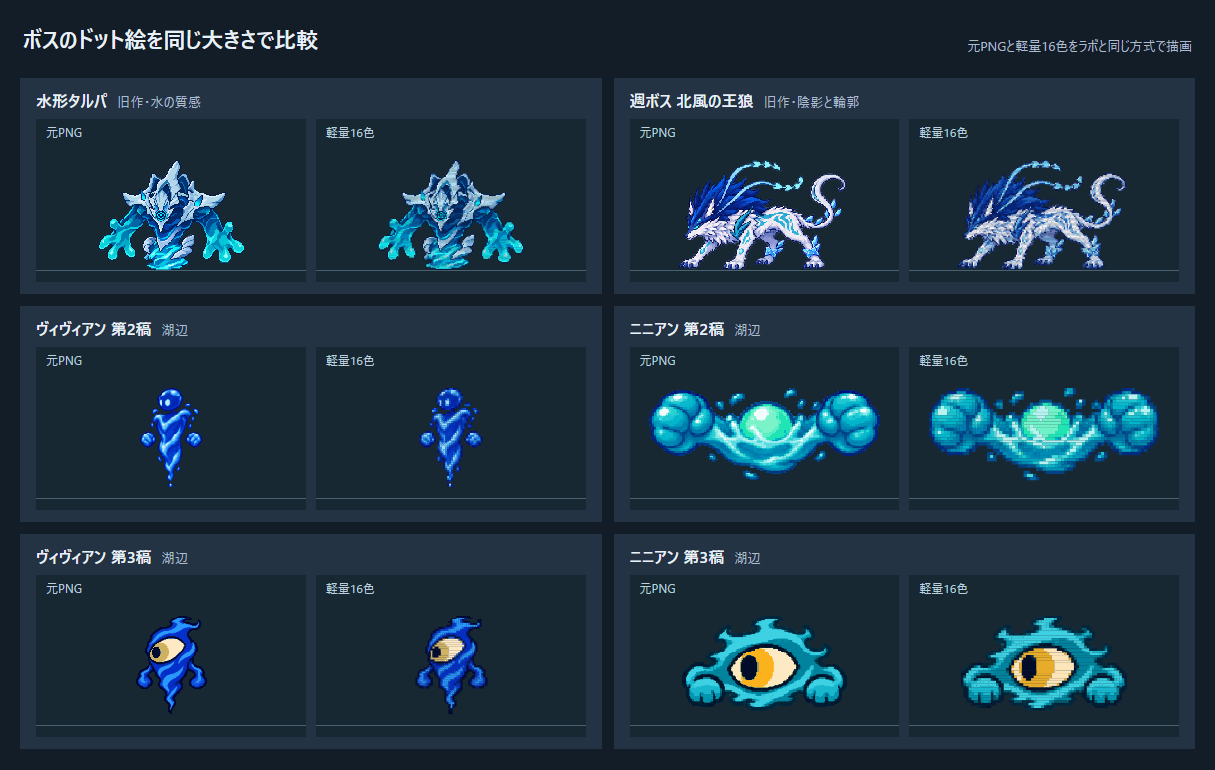 ボスのドット絵を同じ大きさで比較
元PNGと軽量16色をラボと同じ方式で描画
水形タルパ 旧作・水の質感
元PNG
軽量16色
週ボス 北風の王狼 旧作・陰影と輪郭
元PNG
軽量16色
ヴィヴィアン 第2稿 湖辺
元PNG
軽量16色
ニニアン 第2稿 湖辺
元PNG
軽量16色
ヴィヴィアン 第3稿 湖辺
元PNG
軽量16色
ニニアン 第3稿 湖辺
元PNG
軽量16色